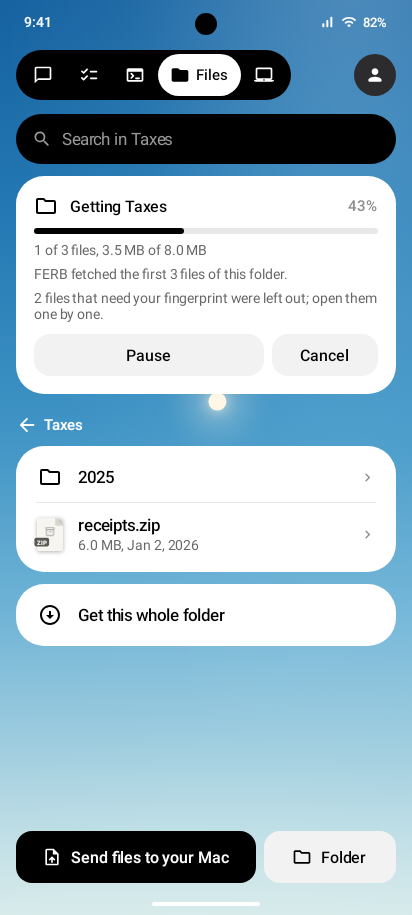 9:41
82%
Files
Search in Taxes
Getting Taxes
43%
1 of 3 files, 3.5 MB of 8.0 MB
FERB fetched the first 3 files of this folder.
2 files that need your fingerprint were left out; open them
one by one.
Pause
Cancel
Taxes
2025
receipts.zip
ZIP
6.0 MB, Jan 2, 2026
Get this whole folder
Send files to your Mac
Folder